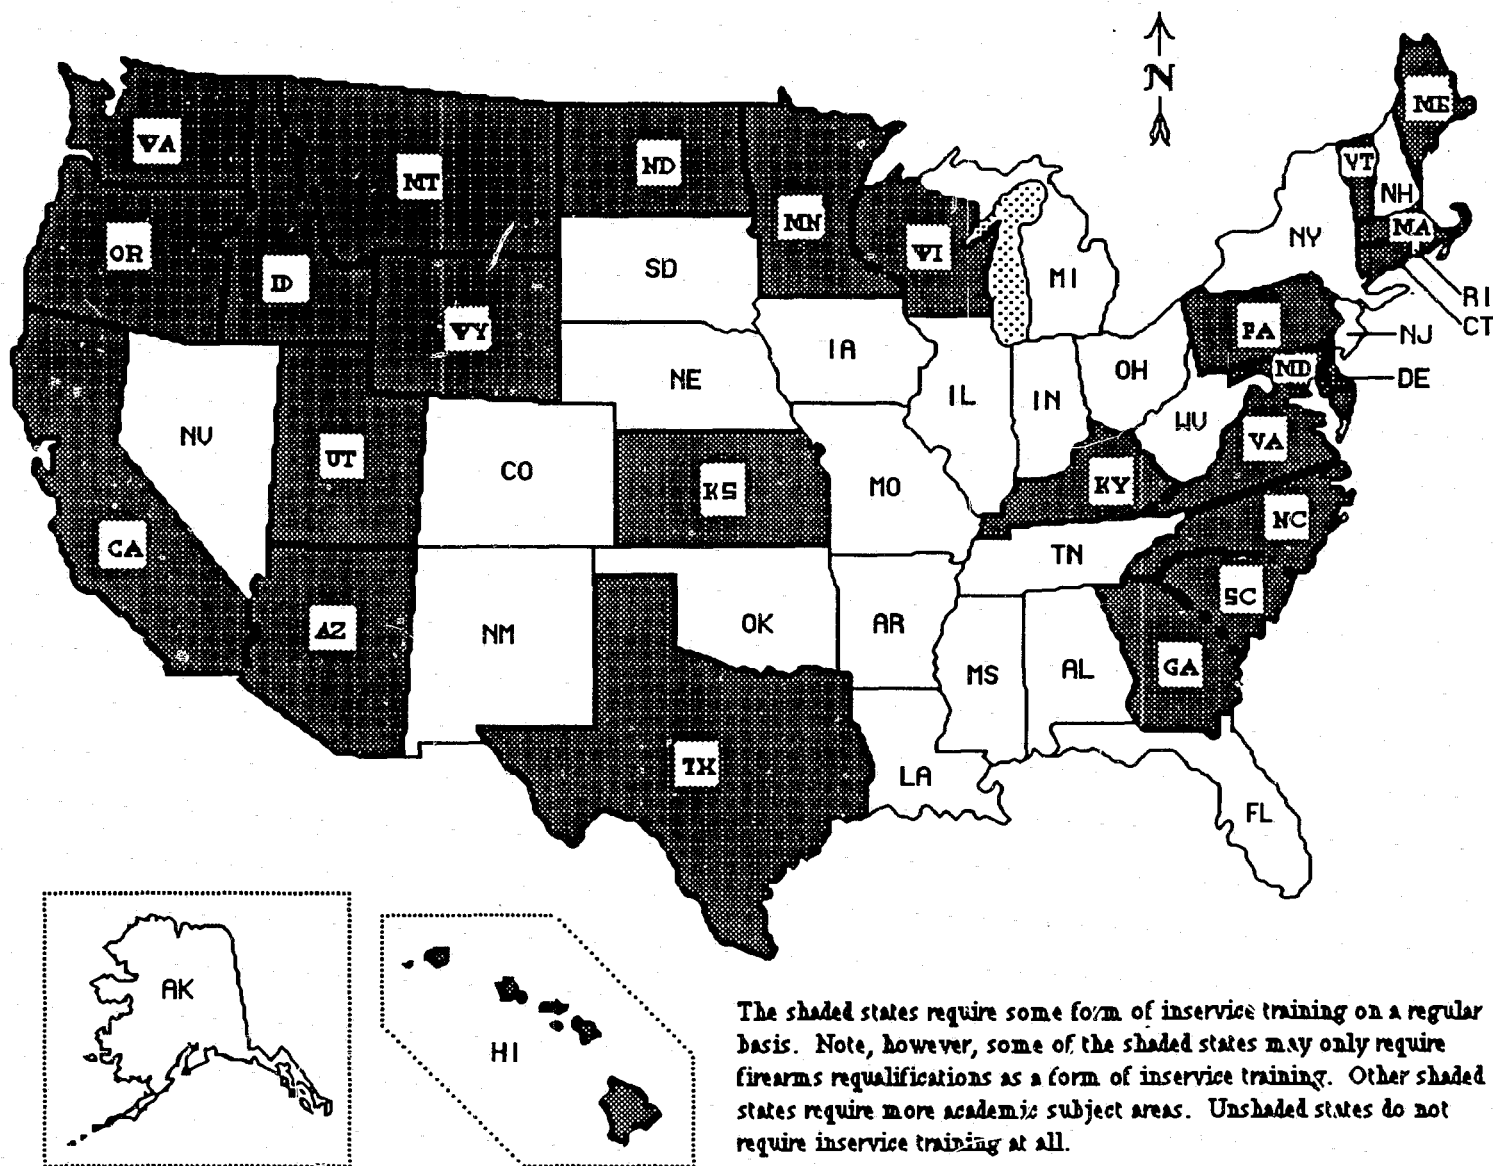 N
ME
WA
VT
ND
MT
NH
MN
MA
NY
OR
WI
SD
MI
ID
RI
CT
WY
PA
NJ
IA
MD
OH
DE
NE
IL
IN
WV
NV
VA
UT
CO
KS
MO
KY
NC
CA
TN
SC
AZ
NM
OK
AR
MS
AL
GA
TX
LA
FL
AK
HI
The shaded states require some form of inservice training on a regular
basis. Note, however, some of the shaded states may only require
firearms requalifications as a form of inservice training. Other shaded
states require more academic subject areas. Unshaded states do not
require inservice training at all.